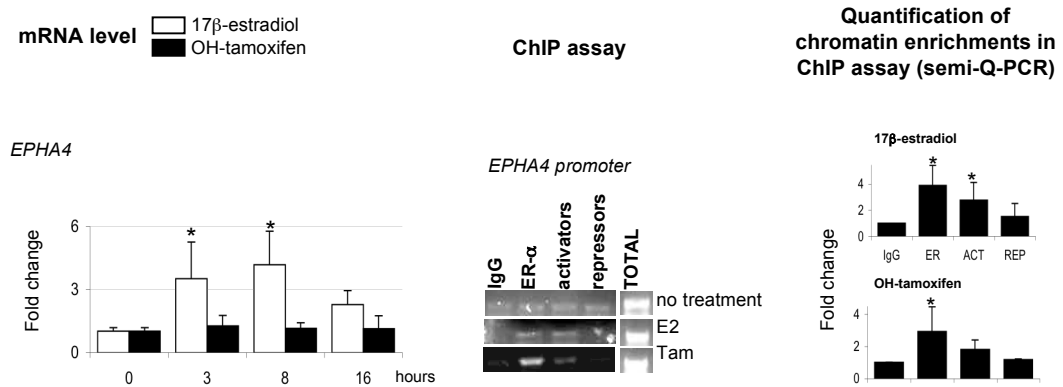 mRNA level
17β-estradiol
OH-tamoxifen
EPHA4
Fold change
6
3
0
*
*
0 3 8 16 hours
ChIP assay
EPHA4 promoter
IgG
ER-α
activators
repressors
TOTAL
no treatment
E2
Tam
Quantification of
chromatin enrichments in
ChIP assay (semi-Q-PCR)
Fold change
17β-estradiol
*
*
4
2
0
IgG ER ACT REP
OH-tamoxifen
*
4
2
0